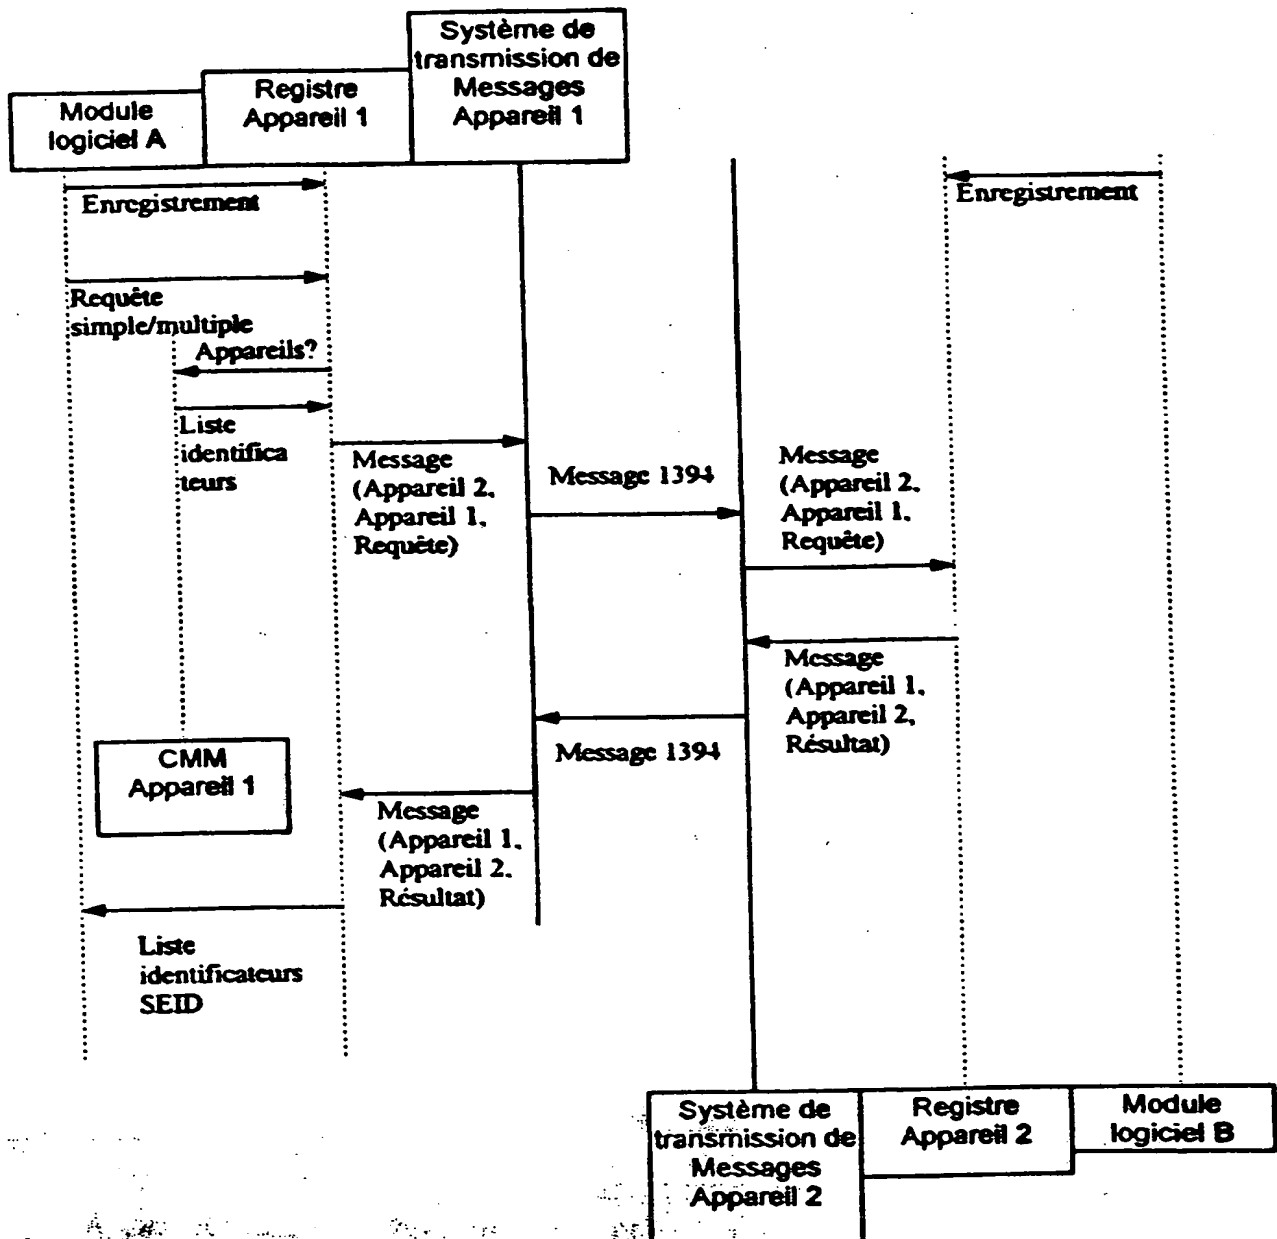 Système de
transmission de
Messages
Appareil 1
Registre
Appareil 1
Module
logiciel A
Enregistrement
Enregistrement
Requête
simple/multiple
Appareils?
Liste
identifica
teurs
Message
(Appareil 2,
Appareil 1,
Requête)
Message 1394
Message
(Appareil 2,
Appareil 1,
Requête)
Message
(Appareil 1,
Appareil 2,
Résultat)
Message 1394
CMM
Appareil 1
Message
(Appareil 1,
Appareil 2,
Résultat)
Liste
identificateurs
SEID
Système de
transmission de
Messages
Appareil 2
Registre
Appareil 2
Module
logiciel B